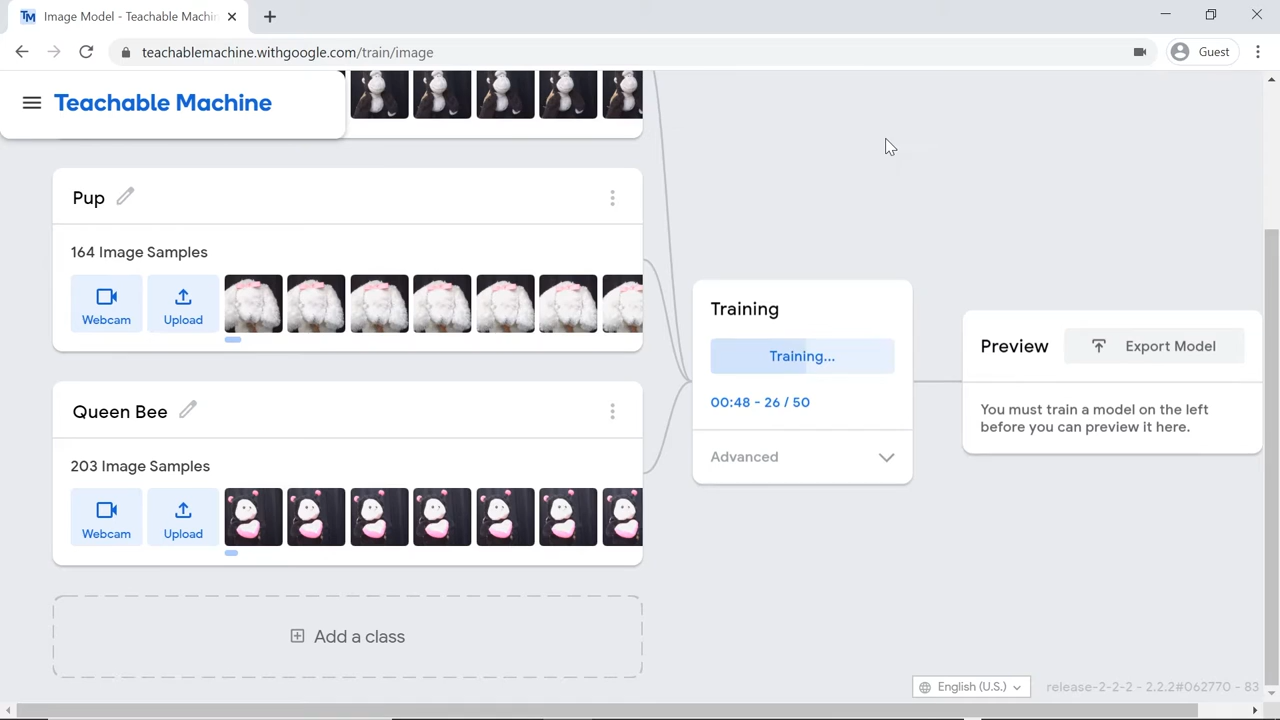 Image Model - Teachable Machin
teachablemachine.withgoogle.com/train/image
Guest
Teachable Machine
Pup
164 Image Samples
Webcam
Upload
Queen Bee
203 Image Samples
Webcam
Upload
Add a class
Training
Training...
00:48 - 26 / 50
Advanced
Preview
Export Model
You must train a model on the left
before you can preview it here.
English (U.S.)
release-2-2-2 - 2.2.2#062770 - 83